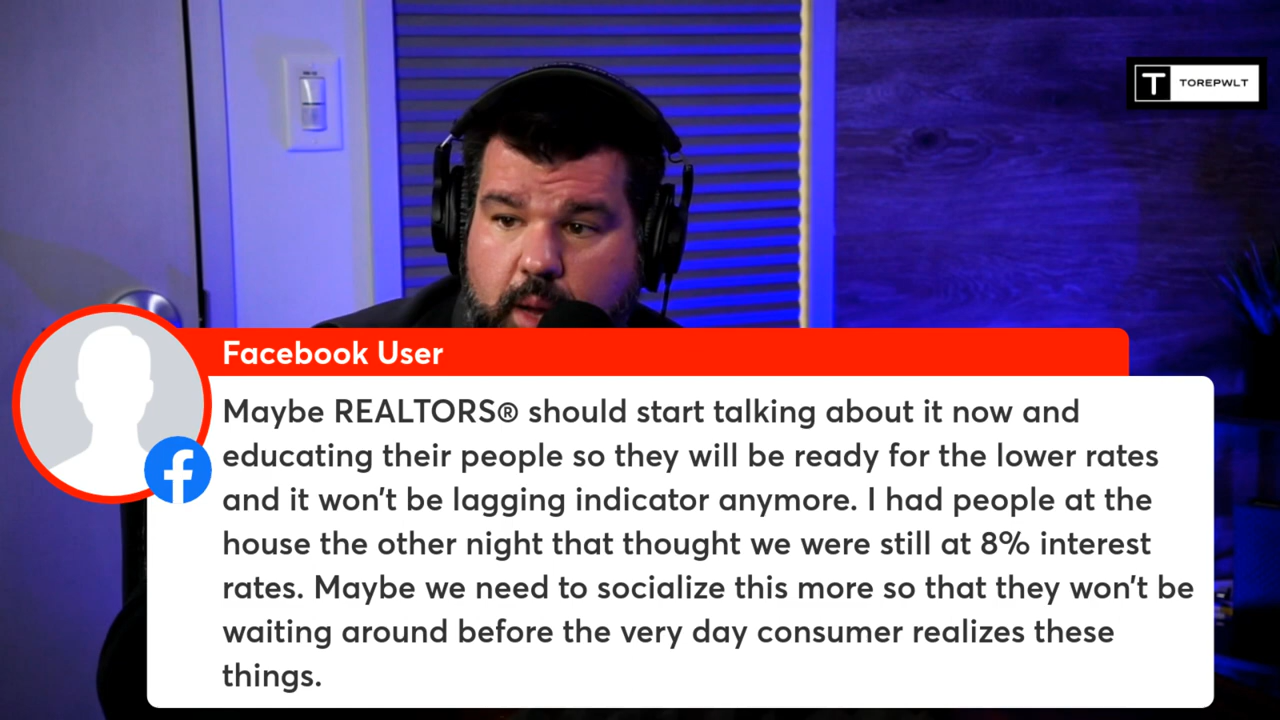 TOREPWLT
Facebook User
Maybe REALTORS® should start talking about it now and
educating their people so they will be ready for the lower rates
and it won't be lagging indicator anymore. I had people at the
house the other night that thought we were still at 8% interest
rates. Maybe we need to socialize this more so that they won't be
waiting around before the very day consumer realizes these
things.